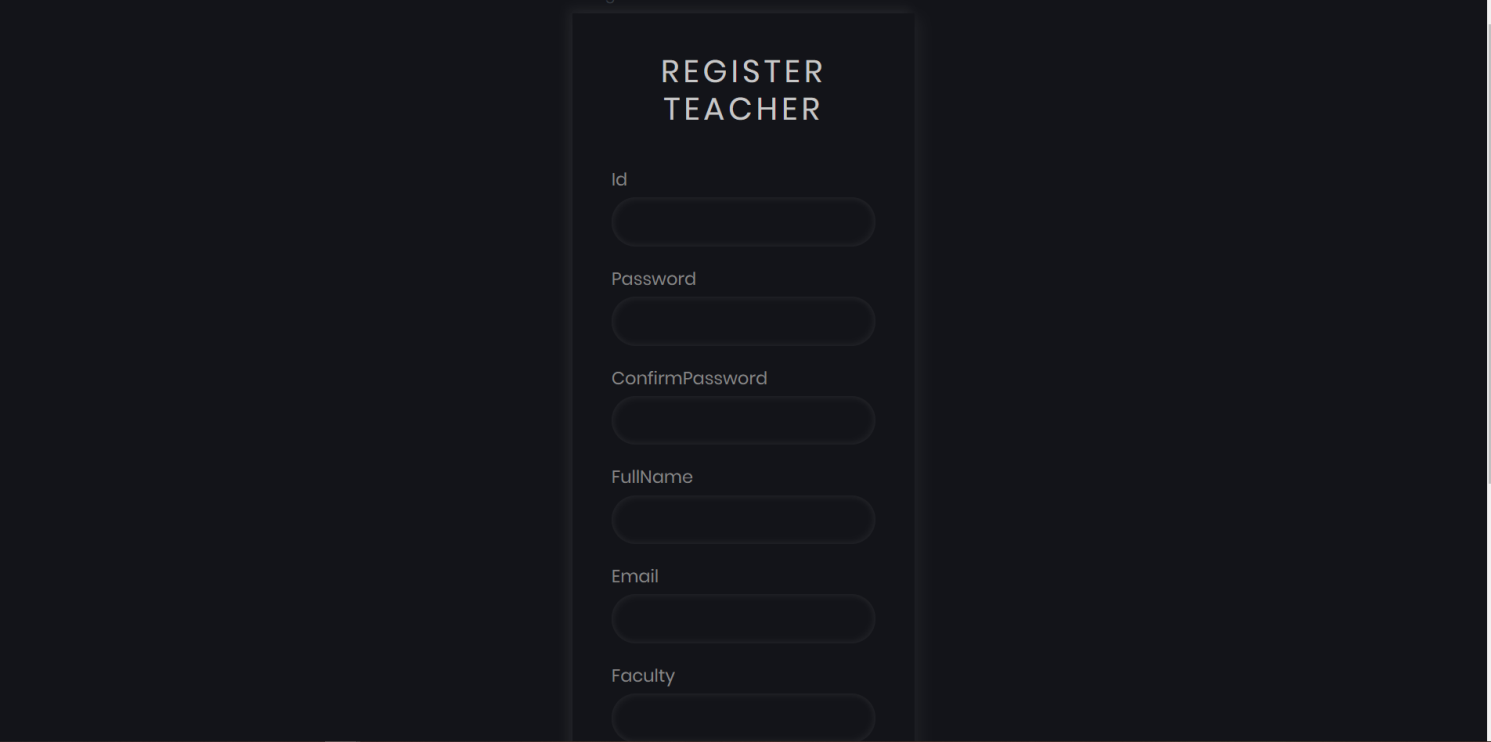 REGISTER
TEACHER
Id
Password
ConfirmPassword
FullName
Email
Faculty